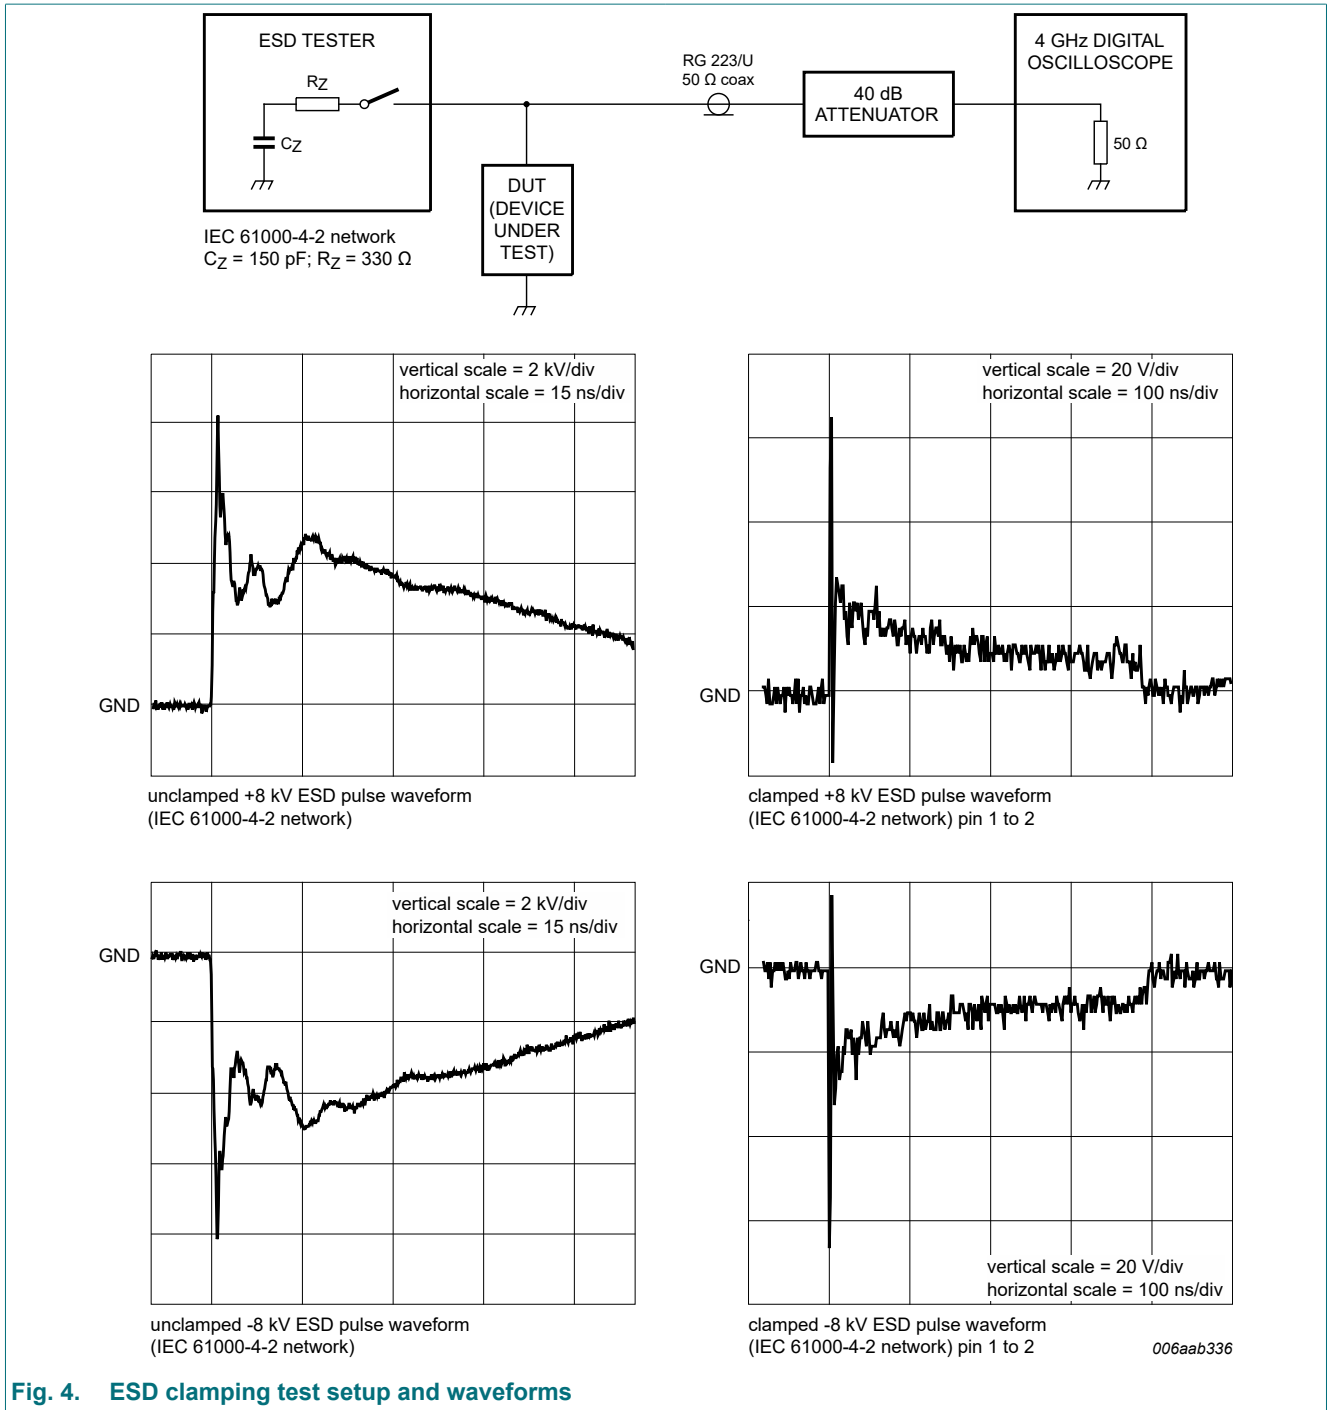 ESD TESTER
RZ
CZ
IEC 61000-4-2 network
CZ = 150 pF; RZ = 330 Ω
DUT
(DEVICE
UNDER
TEST)
RG 223/U
50 Ω coax
40 dB
ATTENUATOR
4 GHz DIGITAL
OSCILLOSCOPE
50 Ω
vertical scale = 2 kV/div
horizontal scale = 15 ns/div
GND
unclamped +8 kV ESD pulse waveform
(IEC 61000-4-2 network)
vertical scale = 20 V/div
horizontal scale = 100 ns/div
GND
clamped +8 kV ESD pulse waveform
(IEC 61000-4-2 network) pin 1 to 2
vertical scale = 2 kV/div
horizontal scale = 15 ns/div
GND
unclamped -8 kV ESD pulse waveform
(IEC 61000-4-2 network)
GND
vertical scale = 20 V/div
horizontal scale = 100 ns/div
clamped -8 kV ESD pulse waveform
(IEC 61000-4-2 network) pin 1 to 2
006aab336
Fig. 4. ESD clamping test setup and waveforms